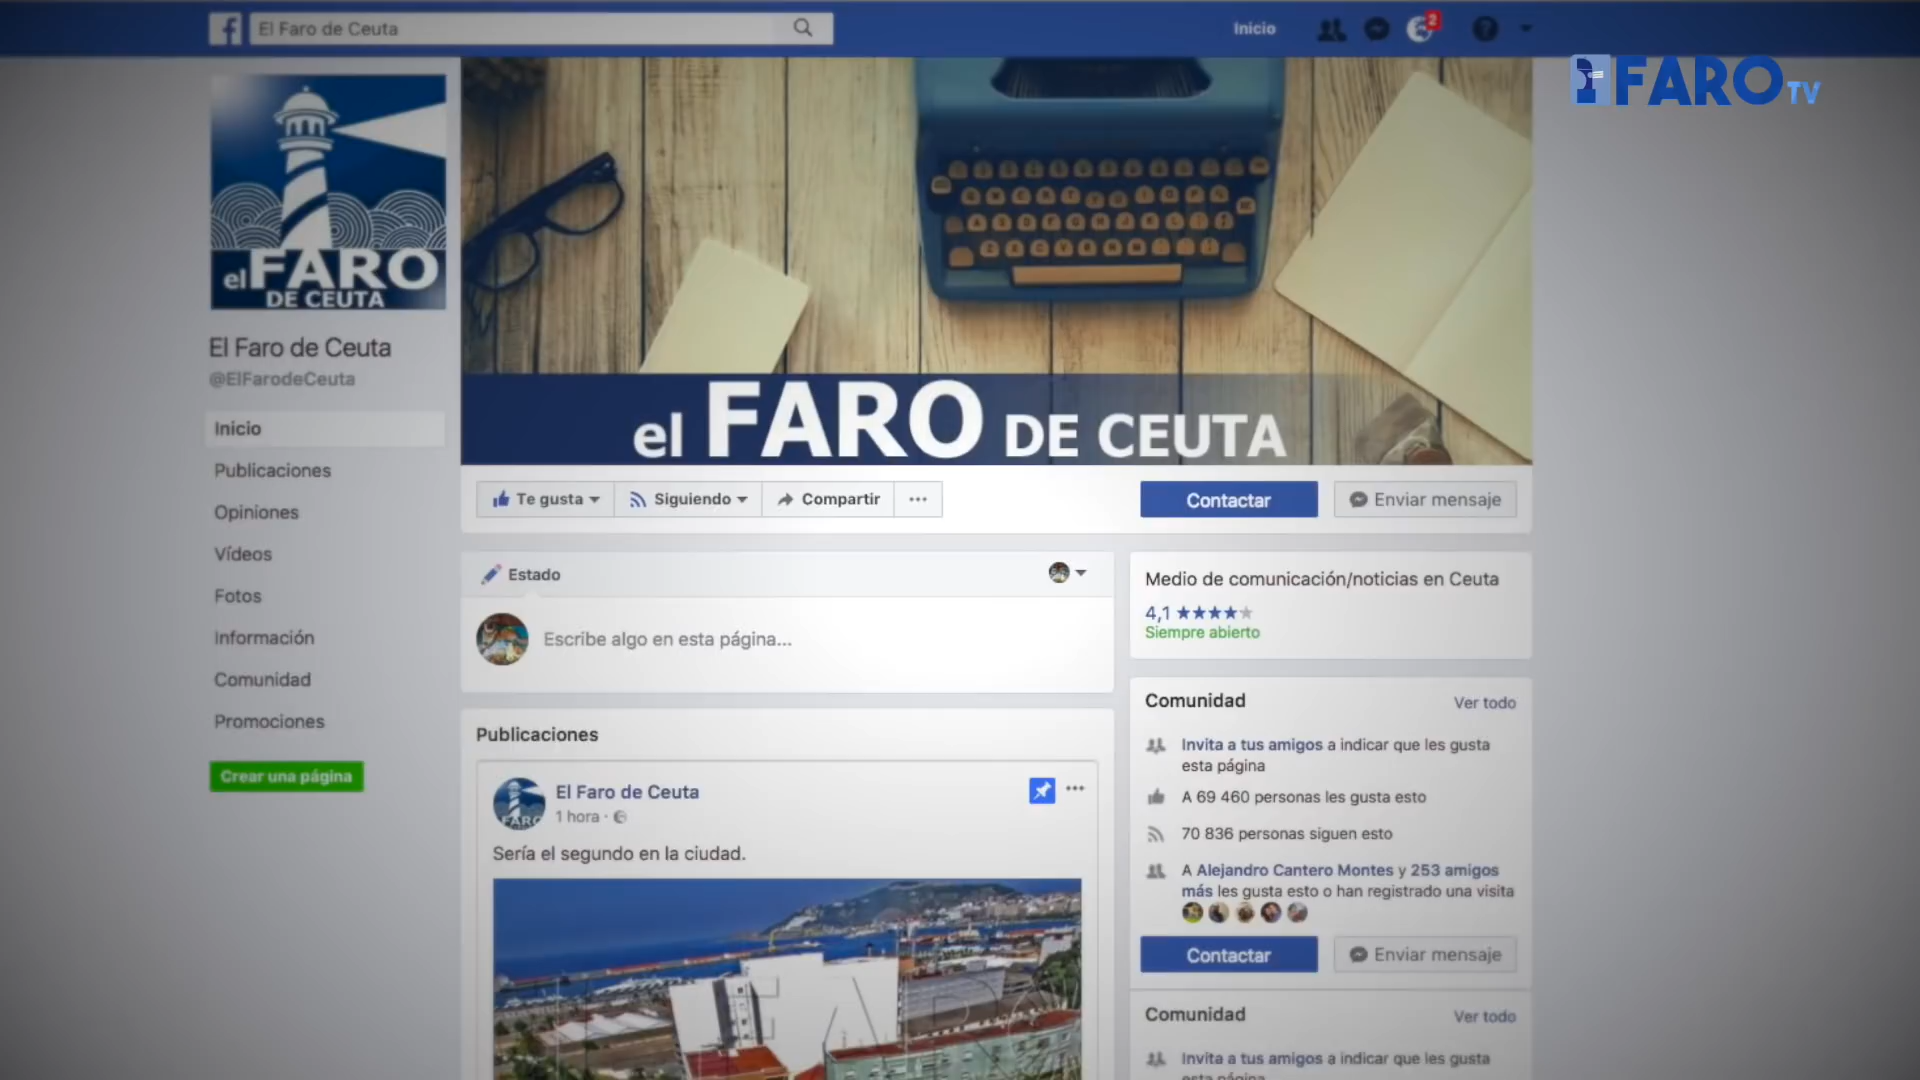 El Faro de Ceuta
Inicio
2
FARO TV
el FARO
DE CEUTA
El Faro de Ceuta
@ElFarodeCeuta
Inicio
Publicaciones
Opiniones
Vídeos
Fotos
Información
Comunidad
Promociones
Crear una página
el FARO DE CEUTA
Te gusta
Siguiendo
Compartir
Contactar
Enviar mensaje
Estado
Escribe algo en esta página...
Publicaciones
El Faro de Ceuta
1 hora ·
Sería el segundo en la ciudad.
Medio de comunicación/noticias en Ceuta
4,1
Siempre abierto
Comunidad
Ver todo
Invita a tus amigos a indicar que les gusta
esta página
A 69 460 personas les gusta esto
70 836 personas siguen esto
A Alejandro Cantero Montes y 253 amigos
más les gusta esto o han registrado una visita
Contactar
Enviar mensaje
Comunidad
Ver todo
Invita a tus amigos a indicar que les gusta
esta página